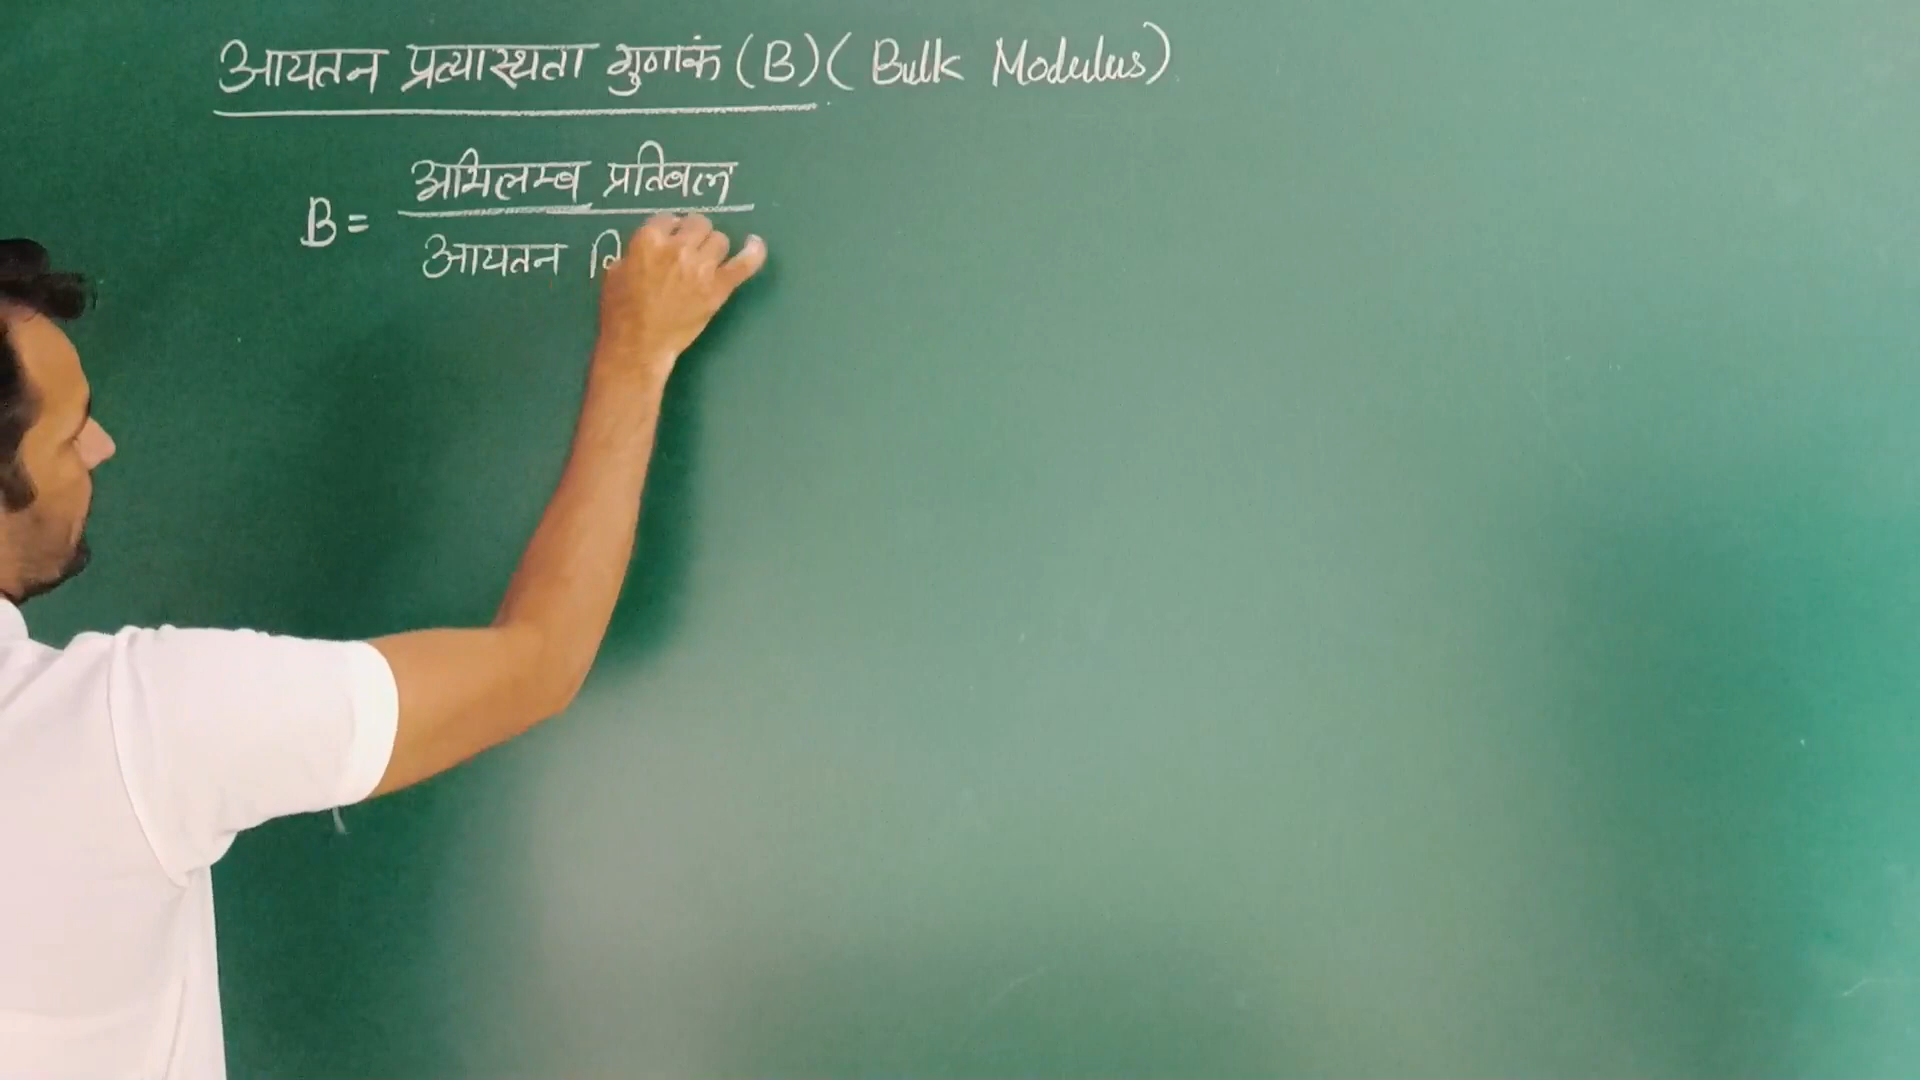 आयतन प्रत्यास्थता गुणांक (B) (Bulk Modulus)
B = अभिलम्ब प्रतिबल
आयतन वि